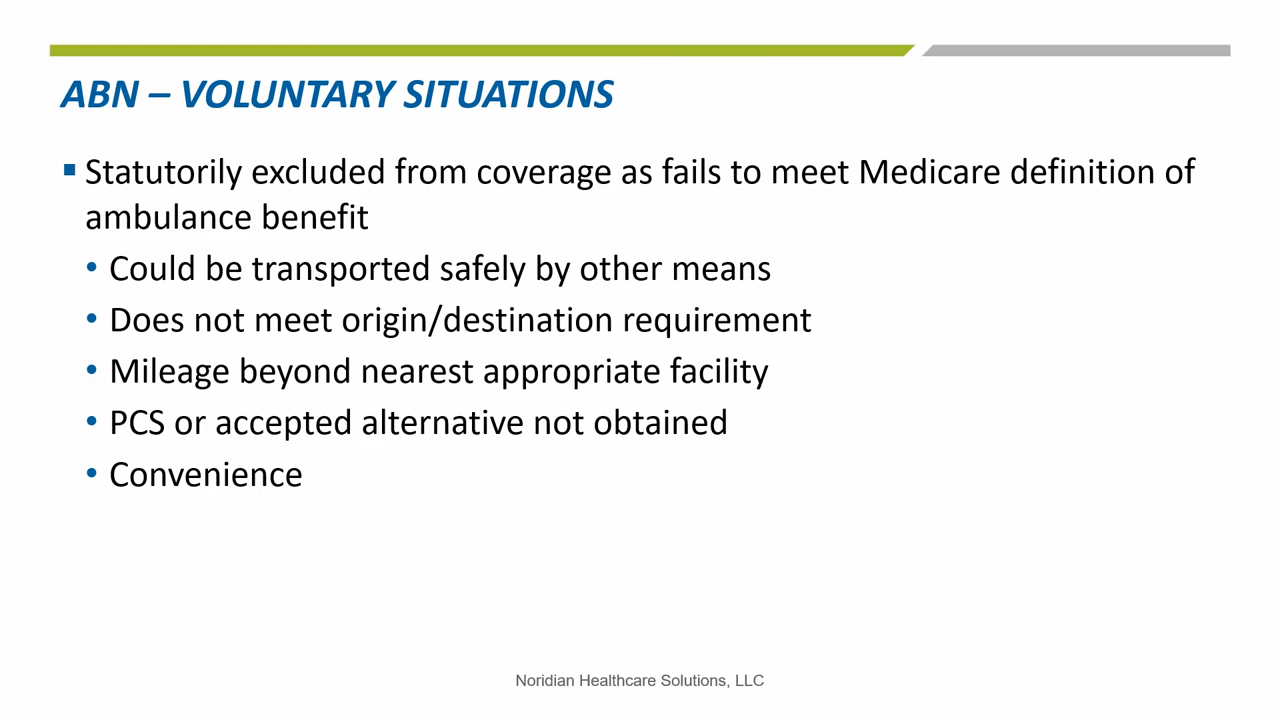 ABN – VOLUNTARY SITUATIONS
▪ Statutorily excluded from coverage as fails to meet Medicare definition of
ambulance benefit
• Could be transported safely by other means
• Does not meet origin/destination requirement
• Mileage beyond nearest appropriate facility
• PCS or accepted alternative not obtained
• Convenience
Noridian Healthcare Solutions, LLC